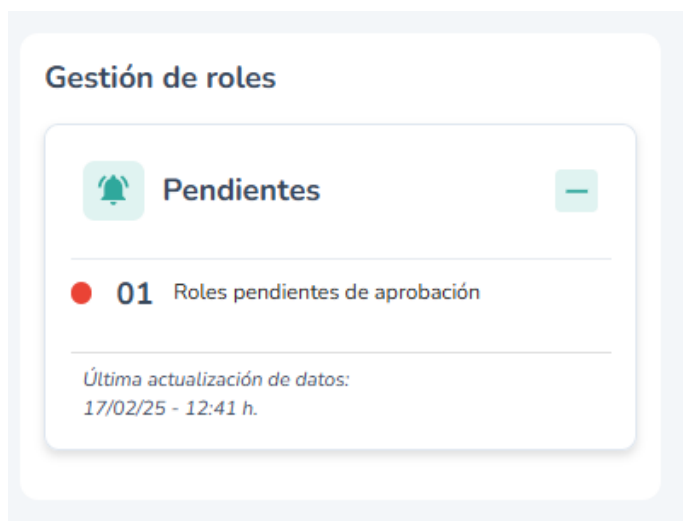 Gestión de roles
Pendientes
01 Roles pendientes de aprobación
Última actualización de datos:
17/02/25 - 12:41 h.